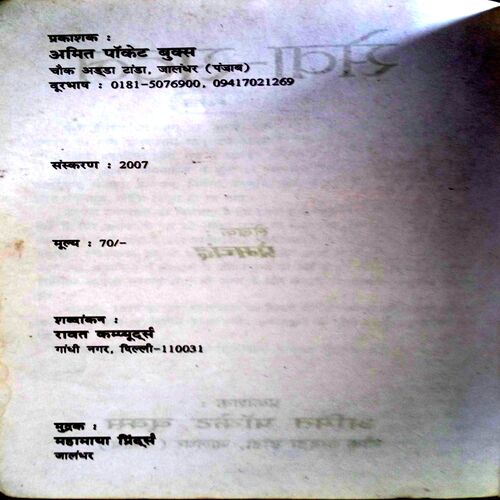 प्रकाशक :
अमित पॉकेट बुक्स
चौक अड्डा टांडा, जालंधर (पंजाब)
दूरभाष : 0181-5076900, 09417021269
संस्करण : 2007
मूल्य : 70/-
शब्दांकन :
रावत कम्प्यूटर्स
गांधी नगर, दिल्ली-110031
मुद्रक :
महामाया प्रिंटर्स
जालंधर